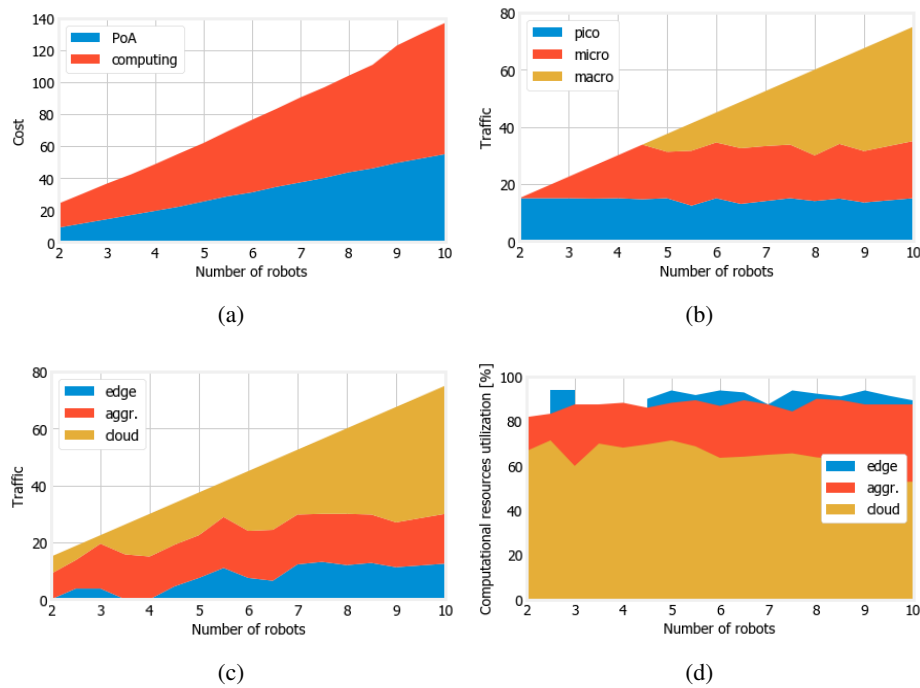 140
120
100
80
60
40
20
0
Cost
PoA
computing
2 3 4 5 6 7 8 9 10
Number of robots
(a)
80
60
40
20
0
Traffic
pico
micro
macro
2 3 4 5 6 7 8 9 10
Number of robots
(b)
80
60
40
20
0
Traffic
edge
aggr.
cloud
2 3 4 5 6 7 8 9 10
Number of robots
(c)
100
80
60
40
20
0
Computational resources utilization [%]
edge
aggr.
cloud
2 3 4 5 6 7 8 9 10
Number of robots
(d)